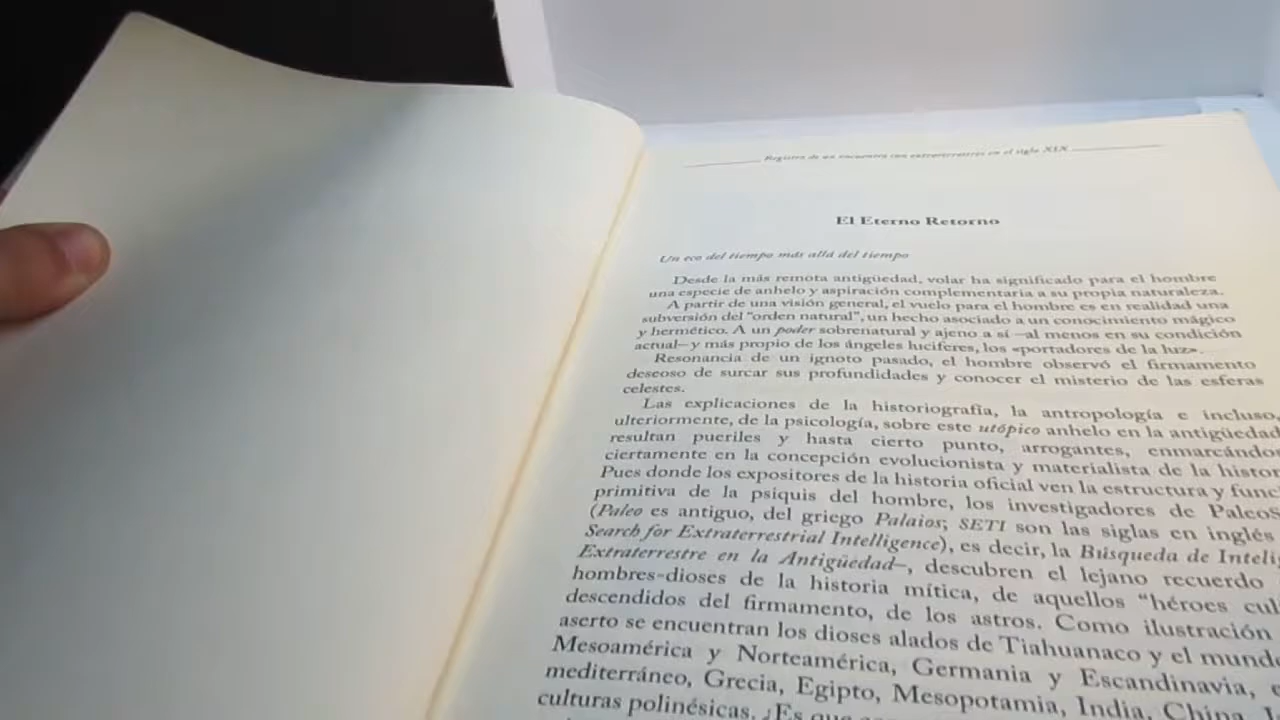 Registro de un encuentro con extraterrestres en el siglo XIX
El Eterno Retorno
Un eco del tiempo más allá del tiempo
Desde la más remota antigüedad, volar ha significado para el hombre
una especie de anhelo y aspiración complementaria a su propia naturaleza.
A partir de una visión general, el vuelo para el hombre es en realidad una
subversión del "orden natural", un hecho asociado a un conocimiento mágico
y hermético. A un poder sobrenatural y ajeno a sí –al menos en su condición
actual– y más propio de los ángeles luciferes, los «portadores de la luz».
Resonancia de un ignoto pasado, el hombre observó el firmamento
deseoso de surcar sus profundidades y conocer el misterio de las esferas
celestes.
Las explicaciones de la historiografía, la antropología e incluso,
ulteriormente, de la psicología, sobre este utópico anhelo en la antigüedad
resultan pueriles y hasta cierto punto, arrogantes,
ciertamente en la concepción evolucionista y materialista de la
Pues donde los expositores de la historia oficial ven la estructura y
primitiva de la psiquis del hombre, los investigadores de
(Paleo es antiguo, del griego Palaios; SETI son las siglas en inglés
Search for Extraterrestrial Intelligence), es decir, la Búsqueda de
Extraterrestre en la Antigüedad–, descubren el lejano recuerdo
hombres-dioses de la historia mítica, de aquellos "héroes
descendidos del firmamento, de los astros. Como ilustración
aserto se encuentran los dioses alados de Tiahuanaco y el
Mesoamérica y Norteamérica, Germania y Escandinavia,
mediterráneo, Grecia, Egipto, Mesopotamia, India, China,
culturas polinésicas. ¿Es que